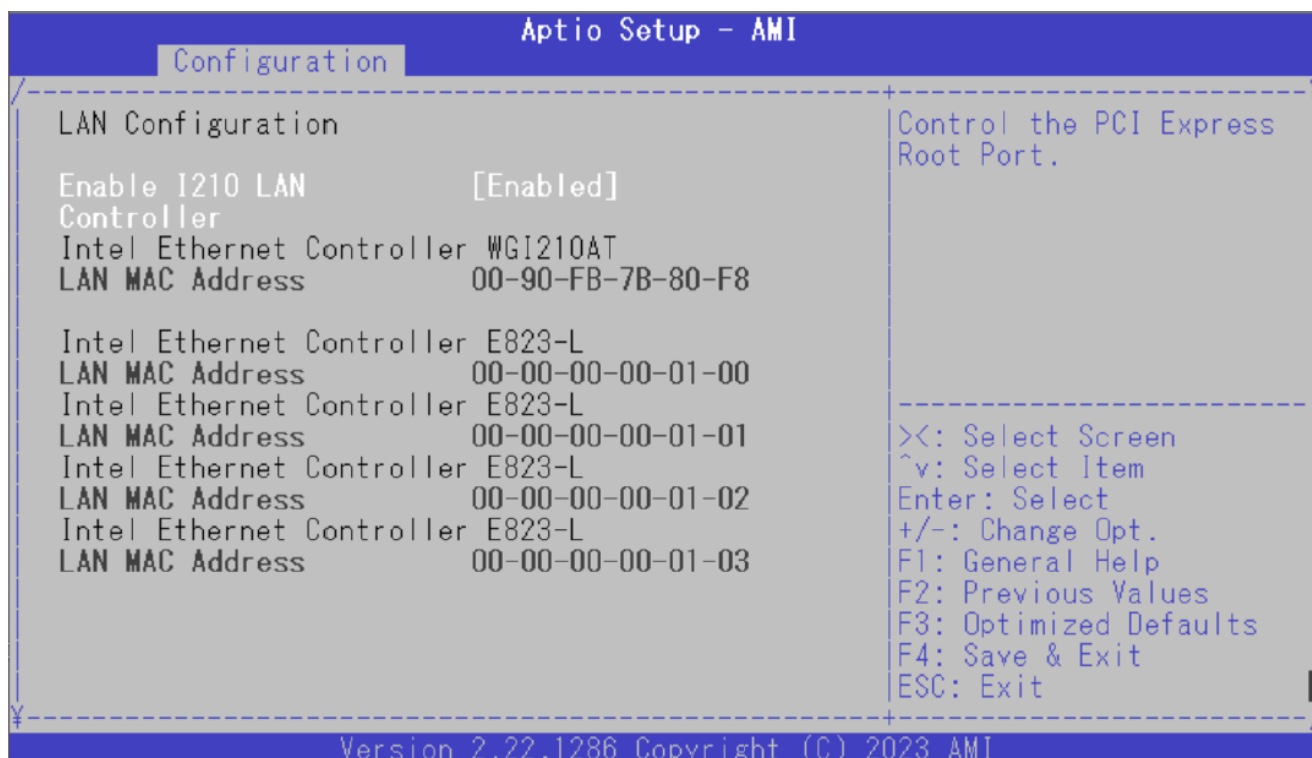 Aptio Setup - AMI
Configuration
LAN Configuration
Enable I210 LAN [Enabled]
Controller
Intel Ethernet Controller WGI210AT
LAN MAC Address 00-90-FB-7B-80-F8
Intel Ethernet Controller E823-L
LAN MAC Address 00-00-00-00-01-00
Intel Ethernet Controller E823-L
LAN MAC Address 00-00-00-00-01-01
Intel Ethernet Controller E823-L
LAN MAC Address 00-00-00-00-01-02
Intel Ethernet Controller E823-L
LAN MAC Address 00-00-00-00-01-03
Control the PCI Express
Root Port.
><: Select Screen
^v: Select Item
Enter: Select
+/-: Change Opt.
F1: General Help
F2: Previous Values
F3: Optimized Defaults
F4: Save & Exit
ESC: Exit
Version 2.22.1286 Copyright (C) 2023 AMI